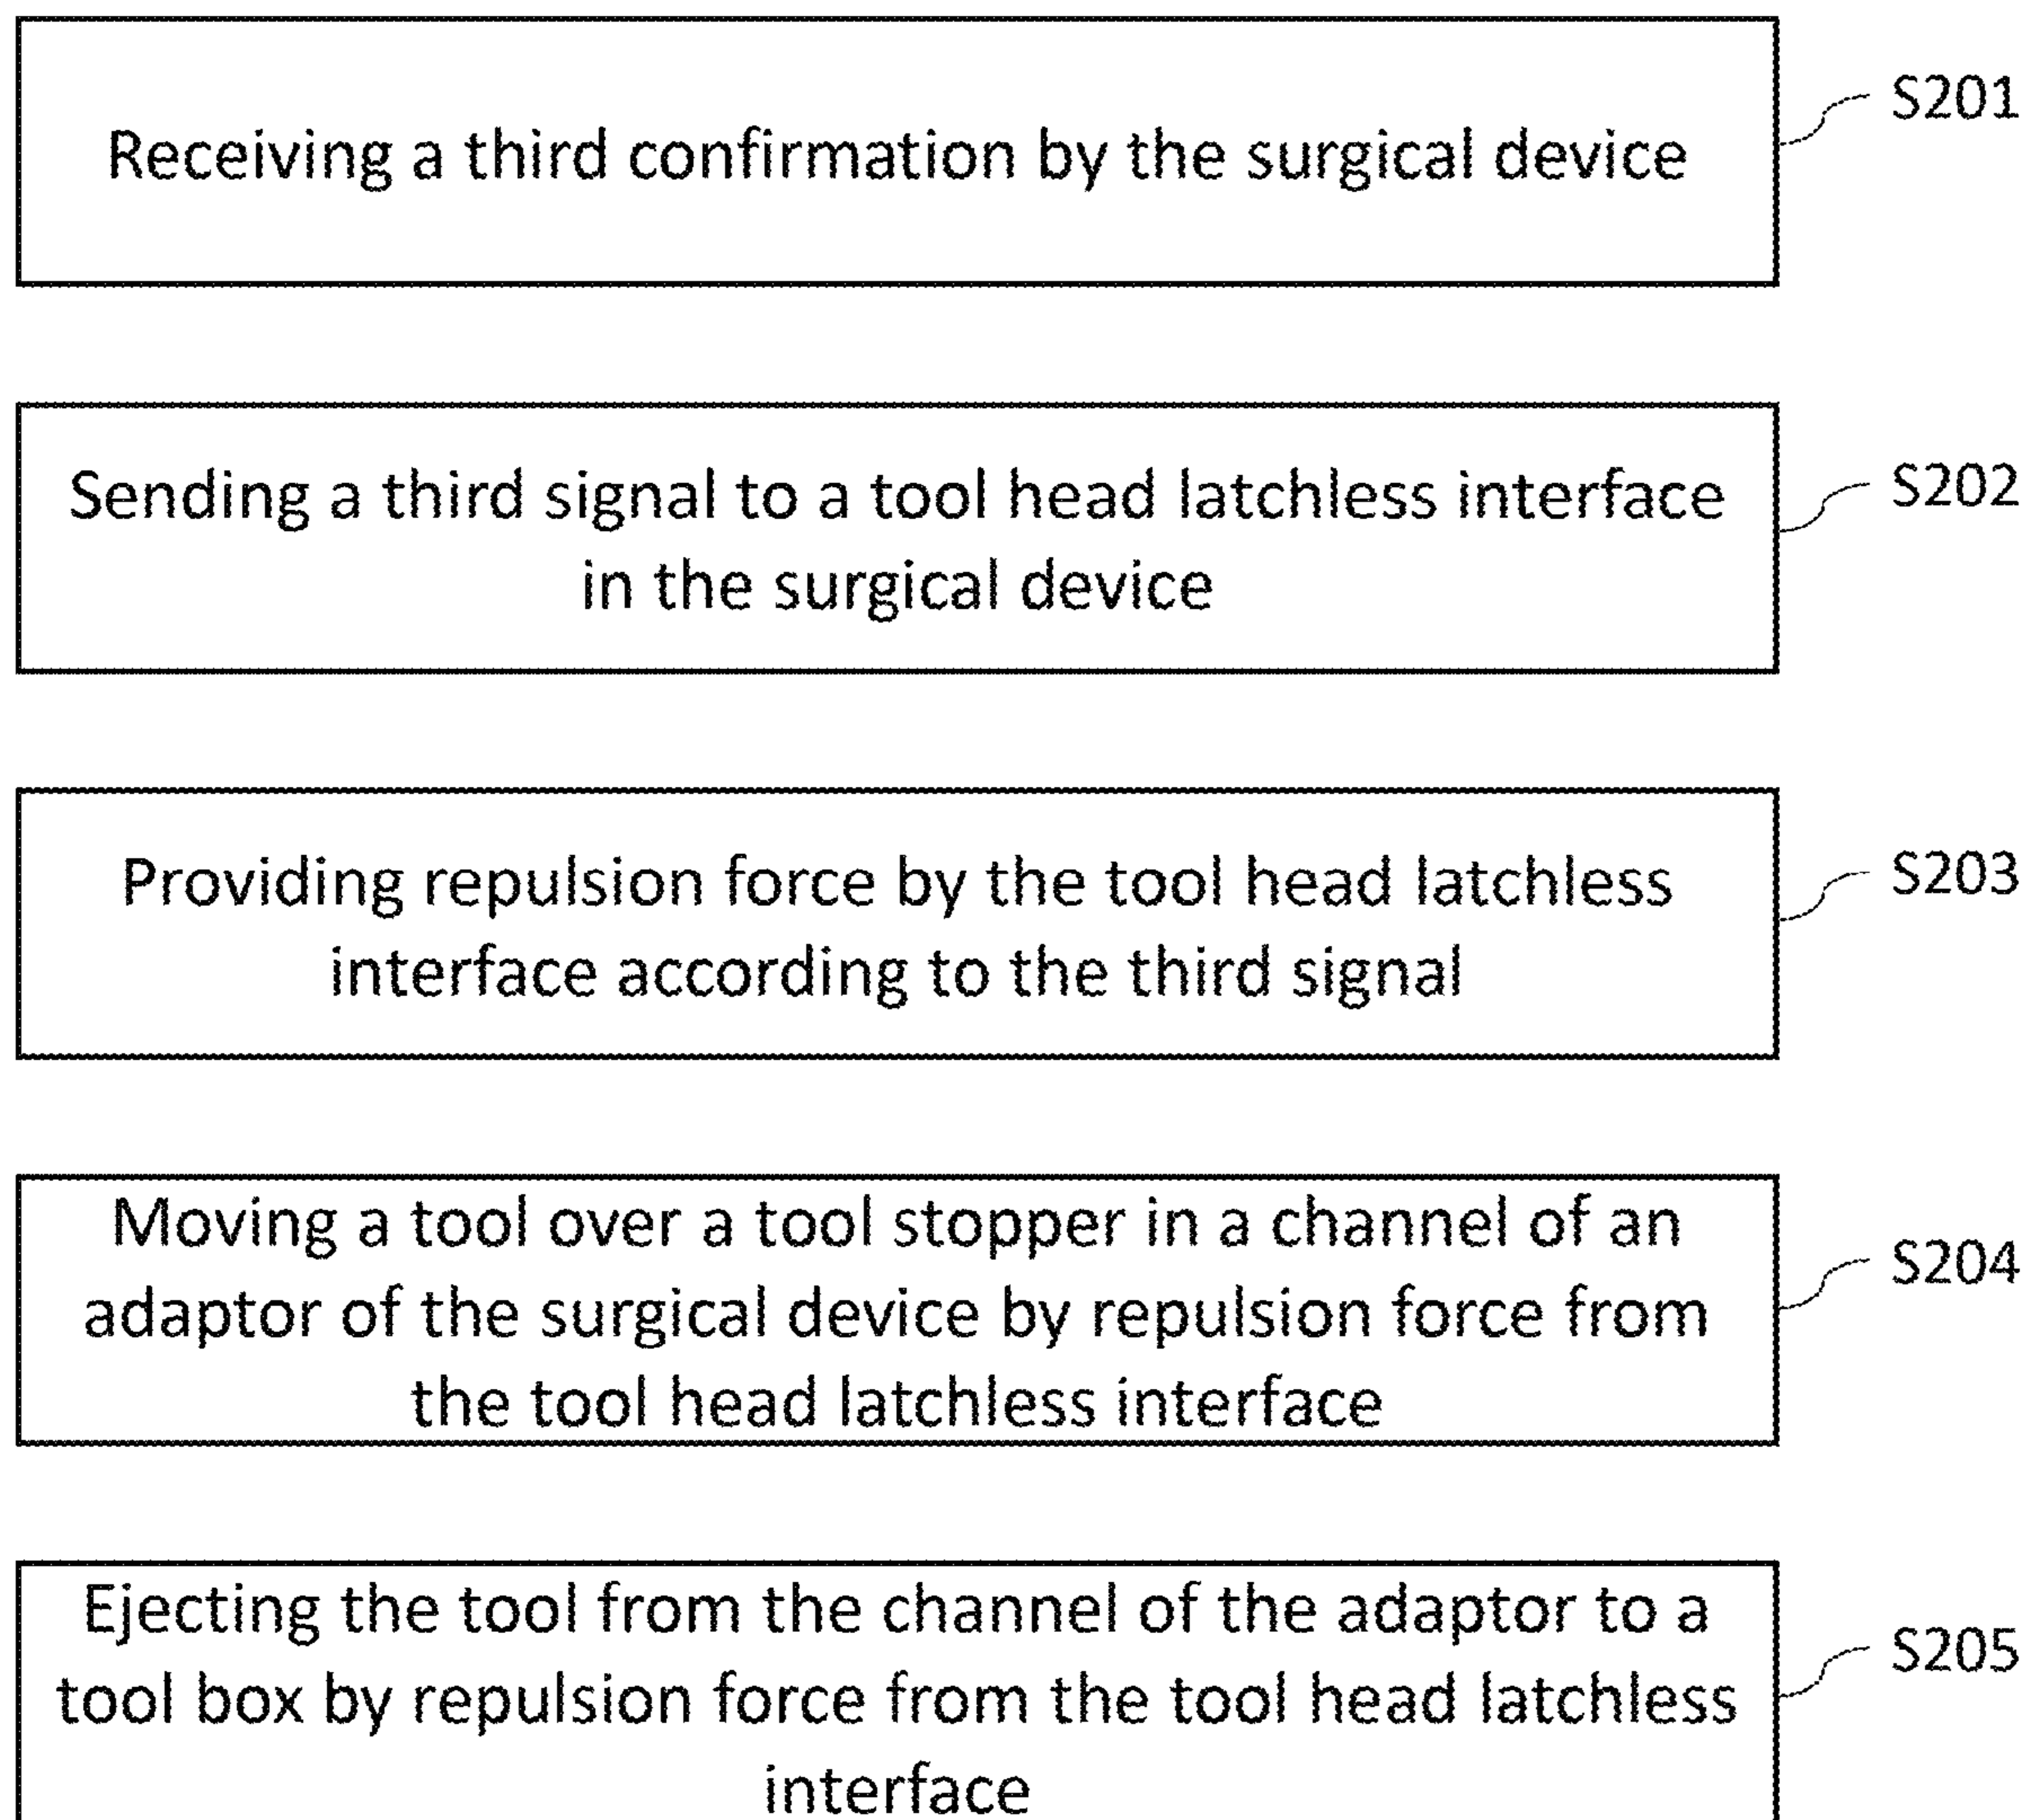 Receiving a third confirmation by the surgical device
S201
Sending a third signal to a tool head latchless interface
in the surgical device
S202
Providing repulsion force by the tool head latchless
interface according to the third signal
S203
Moving a tool over a tool stopper in a channel of an
adaptor of the surgical device by repulsion force from
the tool head latchless interface
S204
Ejecting the tool from the channel of the adaptor to a
tool box by repulsion force from the tool head latchless
interface
S205